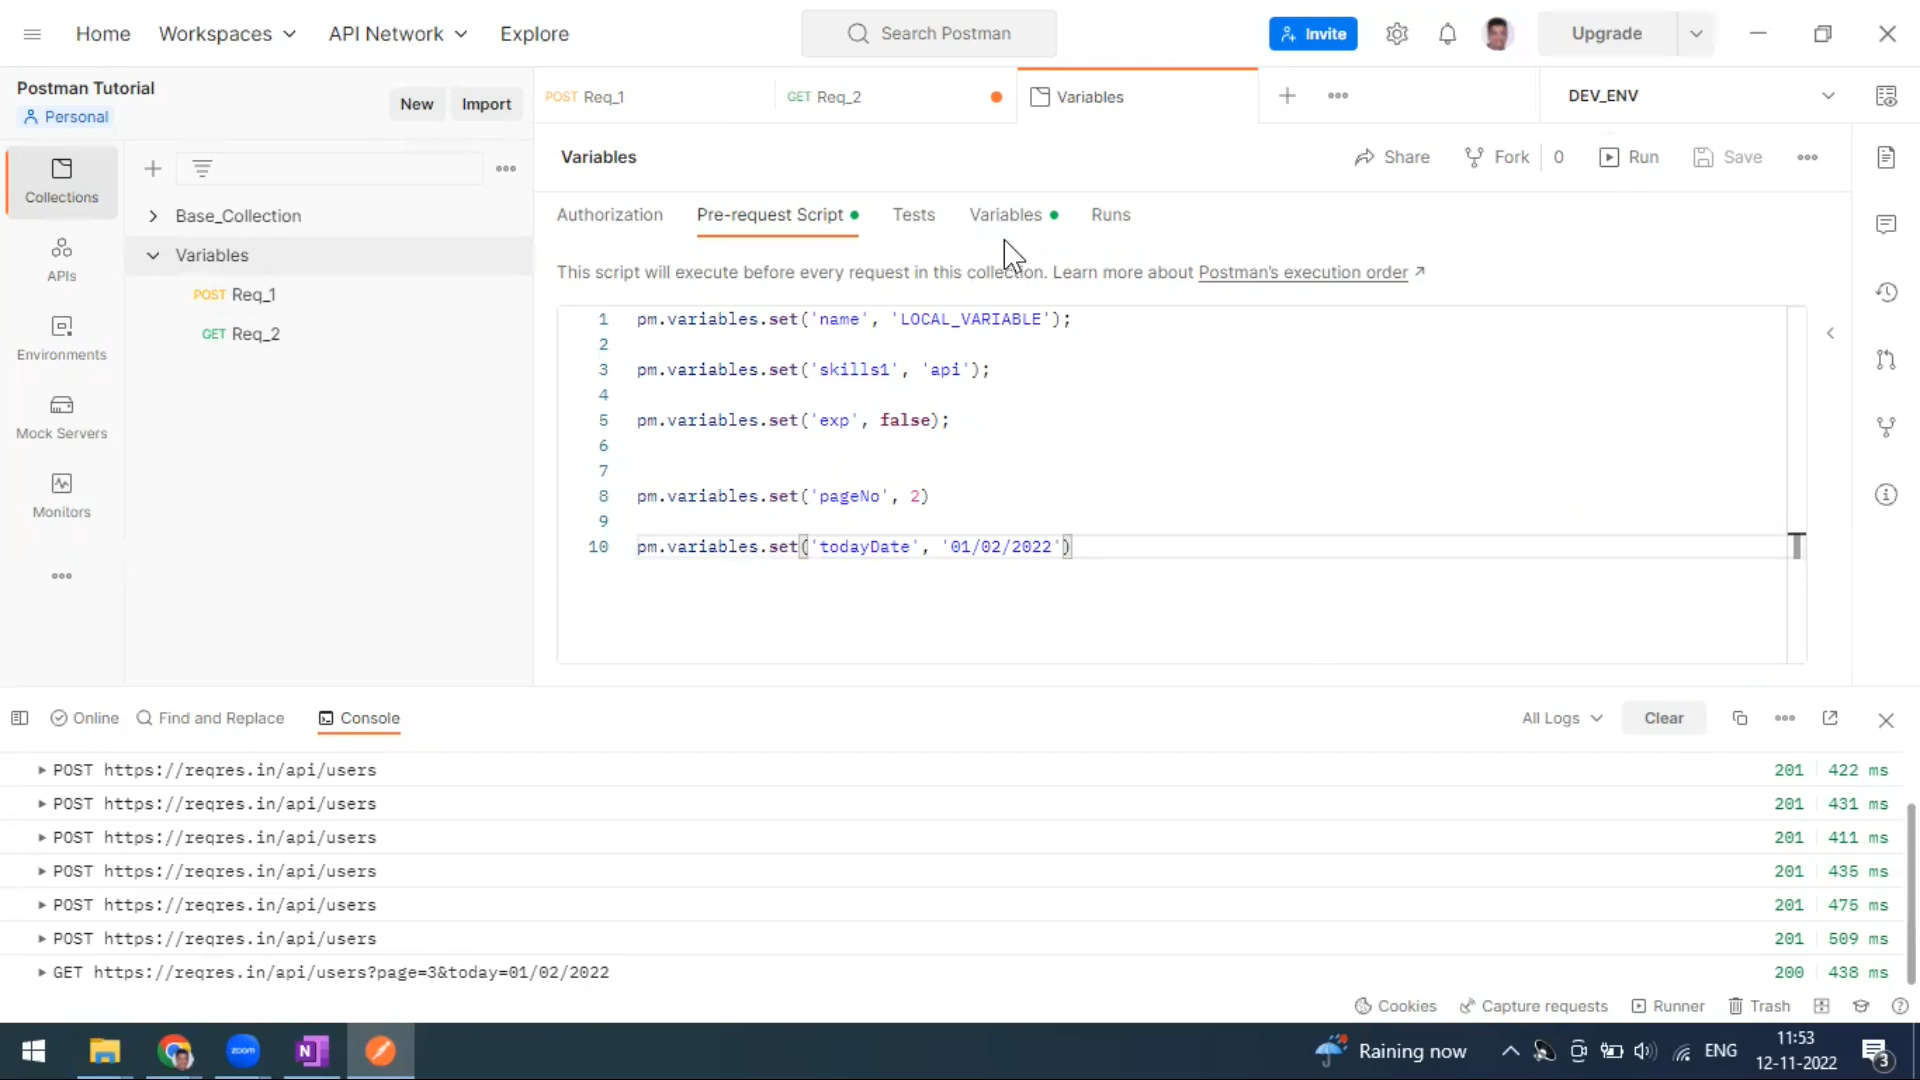 Home
Workspaces
API Network
Explore
Search Postman
Invite
Upgrade
Postman Tutorial
Personal
New
Import
POST Req_1
GET Req_2
Variables
DEV_ENV
Variables
Share
Fork
0
Run
Save
Collections
APIs
Environments
Mock Servers
Monitors
Base_Collection
Variables
POST Req_1
GET Req_2
Authorization
Pre-request Script
Tests
Variables
Runs
This script will execute before every request in this collection. Learn more about Postman's execution order ↗
1 pm.variables.set('name', 'LOCAL_VARIABLE');
2
3 pm.variables.set('skills1', 'api');
4
5 pm.variables.set('exp', false);
6
7
8 pm.variables.set('pageNo', 2)
9
10 pm.variables.set('todayDate', '01/02/2022')
Online
Find and Replace
Console
All Logs
Clear
POST https://reqres.in/api/users 201 422 ms
POST https://reqres.in/api/users 201 431 ms
POST https://reqres.in/api/users 201 411 ms
POST https://reqres.in/api/users 201 435 ms
POST https://reqres.in/api/users 201 475 ms
POST https://reqres.in/api/users 201 509 ms
GET https://reqres.in/api/users?page=3&today=01/02/2022 200 438 ms
Cookies
Capture requests
Runner
Trash
zoom
N
Raining now
ENG
11:53
12-11-2022
3